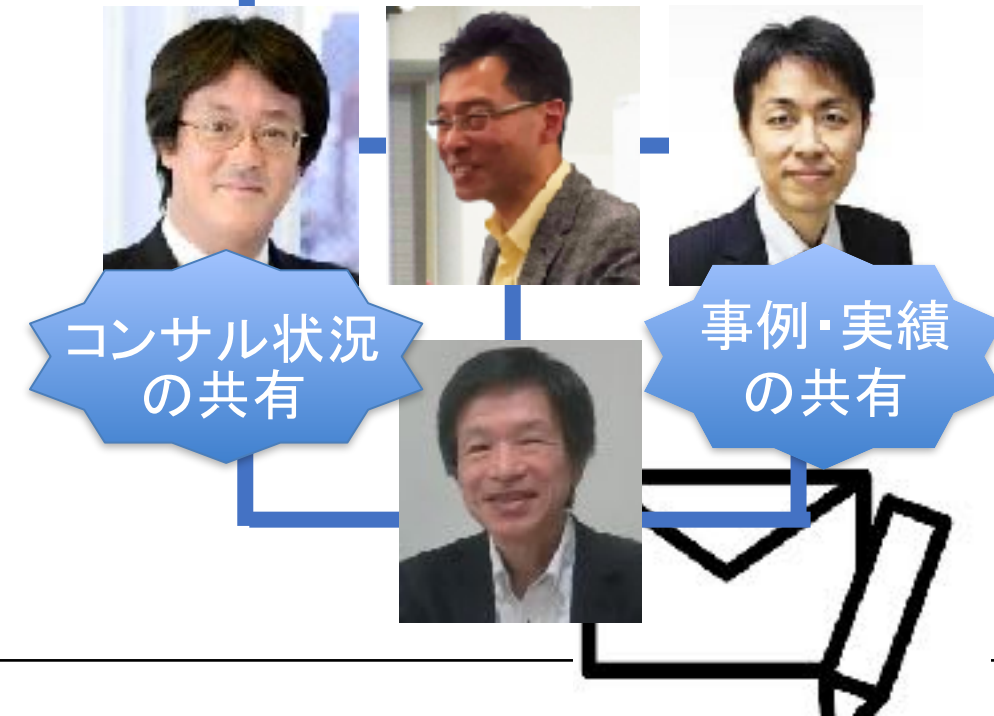 コンサル状況
の共有
事例・実績
の共有